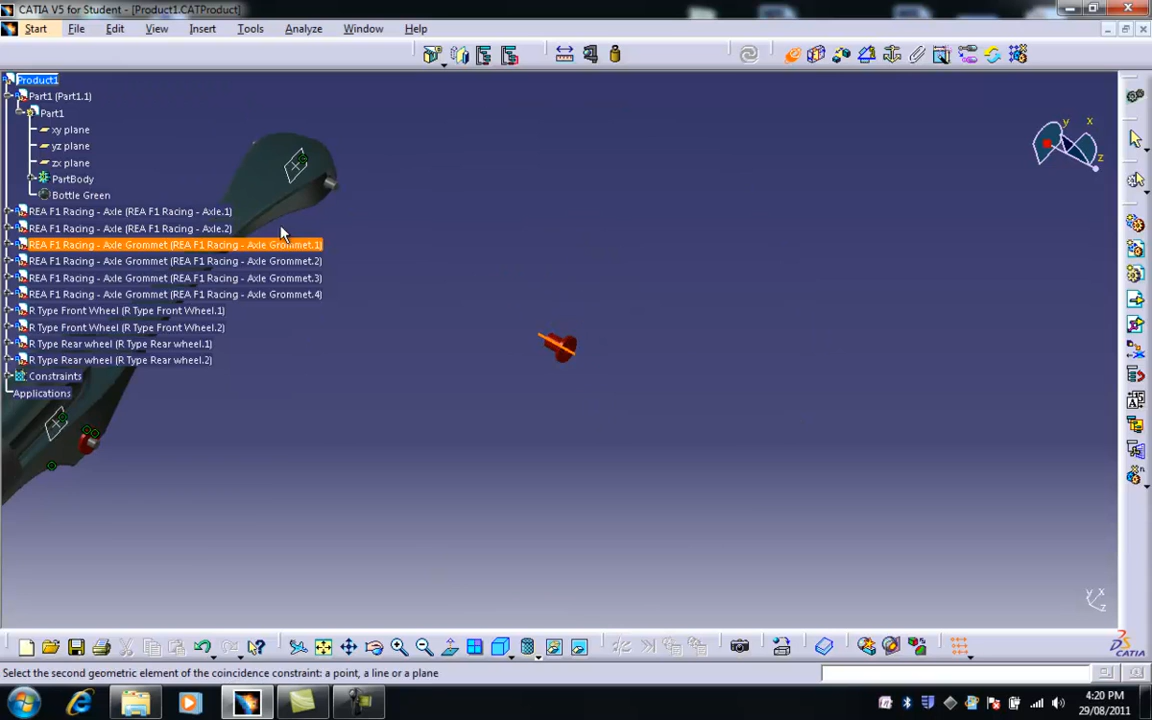 CATIA V5 for Student - [Product1.CATProduct]
Start File Edit View Insert Tools Analyze Window Help
Product1
Part1 (Part1.1)
Part1
xy plane
yz plane
zx plane
PartBody
Bottle Green
REA F1 Racing - Axle (REA F1 Racing - Axle.1)
REA F1 Racing - Axle (REA F1 Racing - Axle.2)
REA F1 Racing - Axle Grommet (REA F1 Racing - Axle Grommet.1)
REA F1 Racing - Axle Grommet (REA F1 Racing - Axle Grommet.2)
REA F1 Racing - Axle Grommet (REA F1 Racing - Axle Grommet.3)
REA F1 Racing - Axle Grommet (REA F1 Racing - Axle Grommet.4)
R Type Front Wheel (R Type Front Wheel.1)
R Type Front Wheel (R Type Front Wheel.2)
R Type Rear wheel (R Type Rear wheel.1)
R Type Rear wheel (R Type Rear wheel.2)
Constraints
Applications
y x
z
y x
z
CATIA
Select the second geometric element of the coincidence constraint: a point, a line or a plane
4:20 PM
29/08/2011